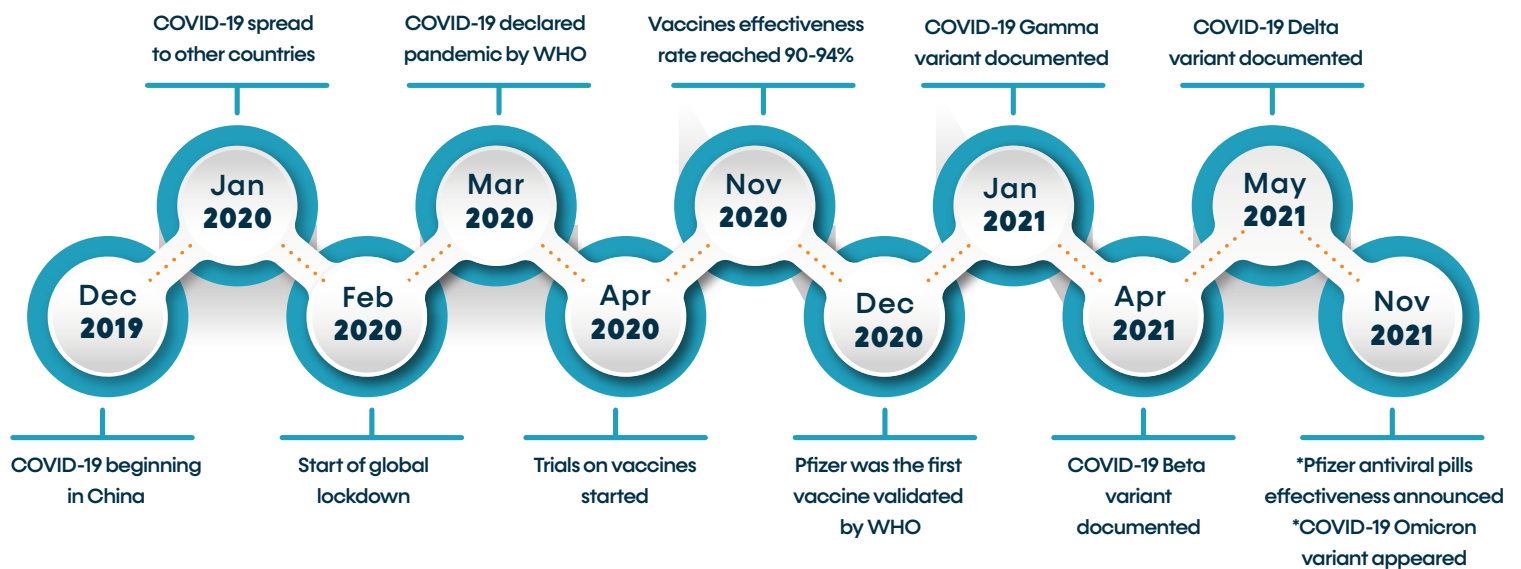 COVID-19 spread
to other countries
COVID-19 declared
pandemic by WHO
Vaccines effectiveness
rate reached 90-94%
COVID-19 Gamma
variant documented
COVID-19 Delta
variant documented
Jan
2020
Mar
2020
Nov
2020
Jan
2021
May
2021
Dec
2019
Feb
2020
Apr
2020
Dec
2020
Apr
2021
Nov
2021
COVID-19 beginning
in China
Start of global
lockdown
Trials on vaccines
started
Pfizer was the first
vaccine validated
by WHO
COVID-19 Beta
variant
documented
*Pfizer antiviral pills
effectiveness announced
*COVID-19 Omicron
variant appeared